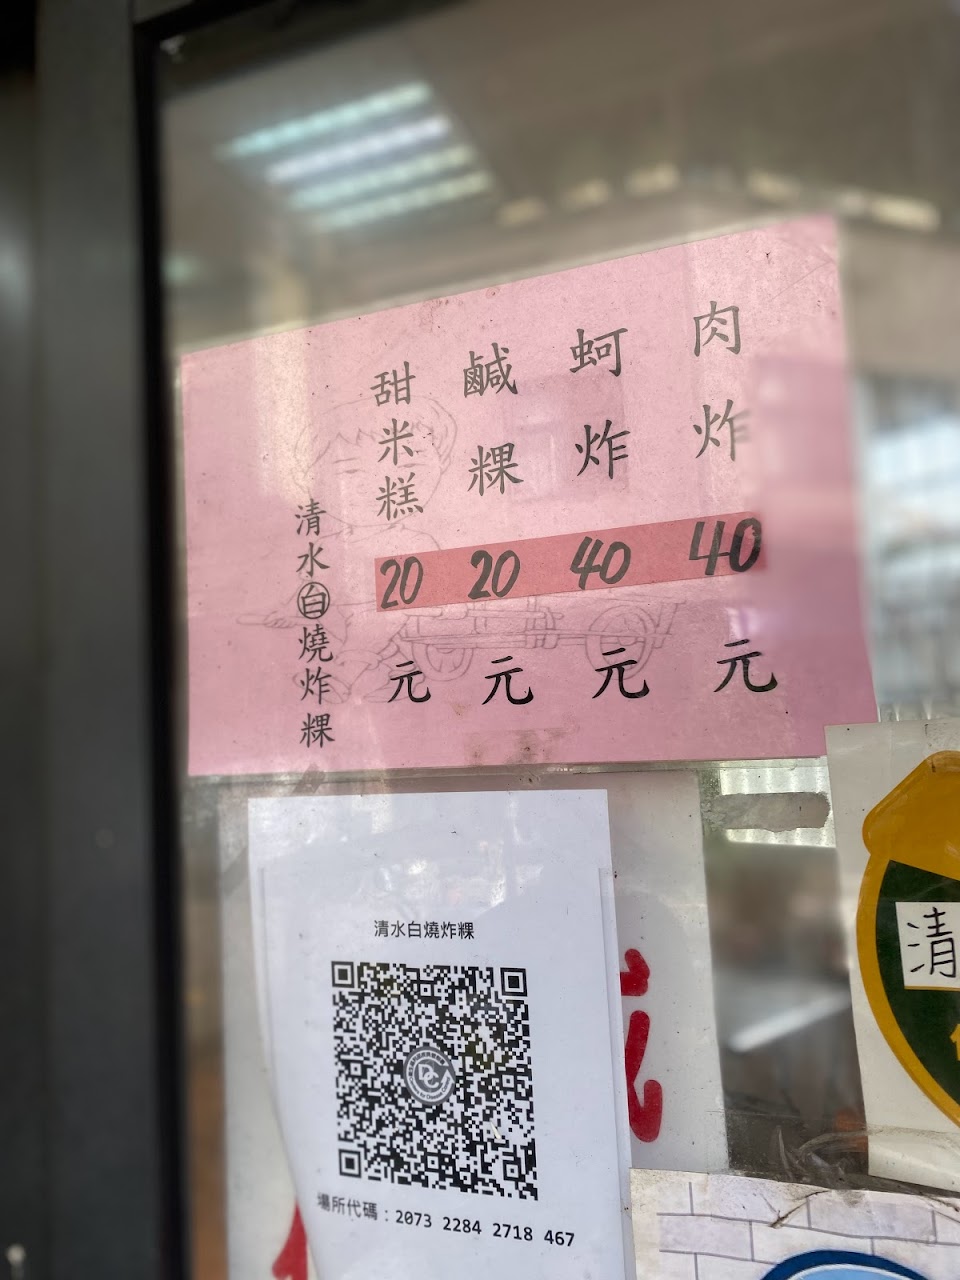 肉炸40元
蚵炸40元
鹹粿20元
甜米糕20元
清水白燒炸粿
清水白燒炸粿
場所代碼：2073 2284 2718 467
清